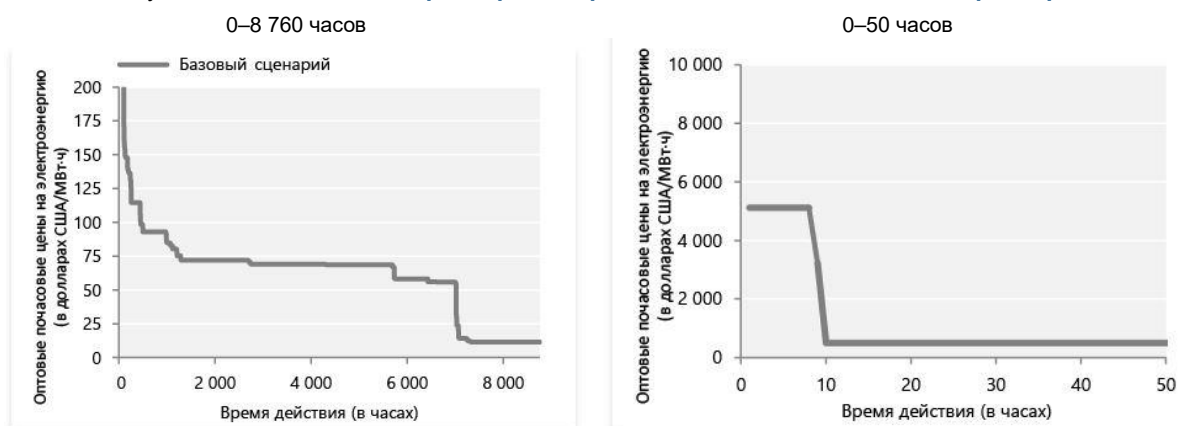 0–8 760 часов
Базовый сценарий
Оптовые почасовые цены на электроэнергию
(в долларах США/МВт·ч)
200
175
150
125
100
75
50
25
0
0 2 000 4 000 6 000 8 000
Время действия (в часах)
0–50 часов
Оптовые почасовые цены на электроэнергию
(в долларах США/МВт·ч)
10 000
8 000
6 000
4 000
2 000
0
0 10 20 30 40 50
Время действия (в часах)